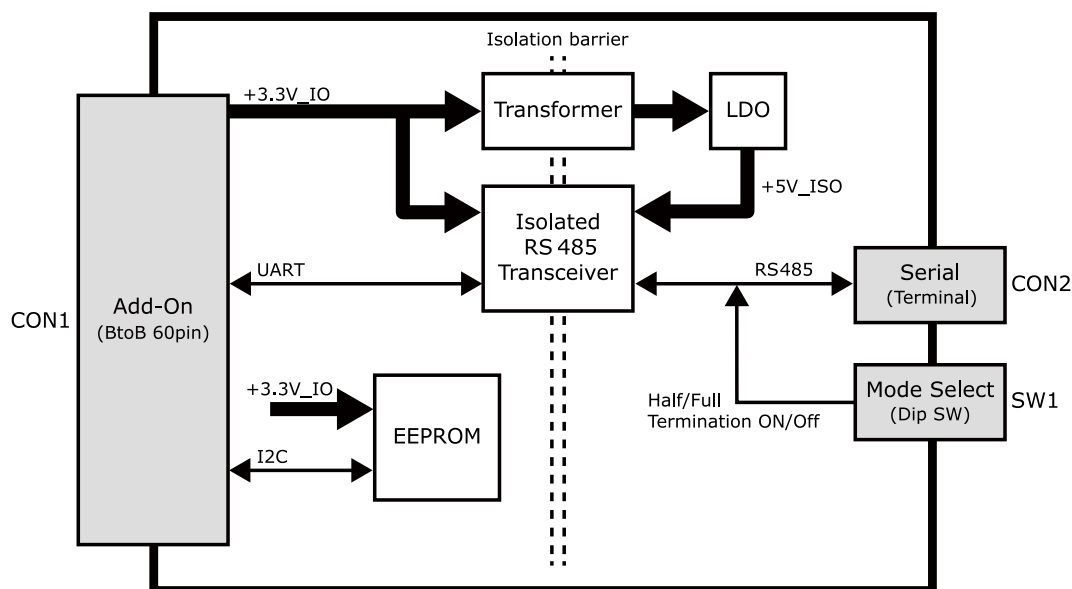 Isolation barrier
+3.3V_IO
Transformer
LDO
+5V_ISO
Isolated
RS 485
Transceiver
UART
RS485
Serial
(Terminal)
CON2
CON1
Add-On
(BtoB 60pin)
+3.3V_IO
EEPROM
I2C
Half/Full
Termination ON/Off
Mode Select
(Dip SW)
SW1